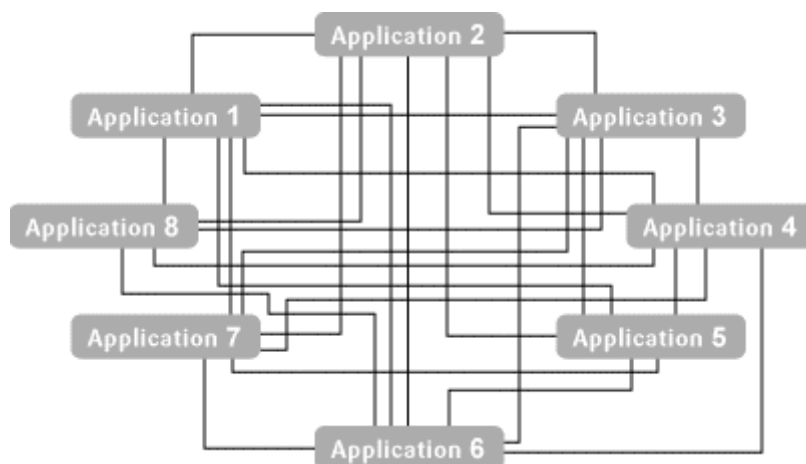 Application 2
Application 1
Application 3
Application 8
Application 4
Application 7
Application 5
Application 6